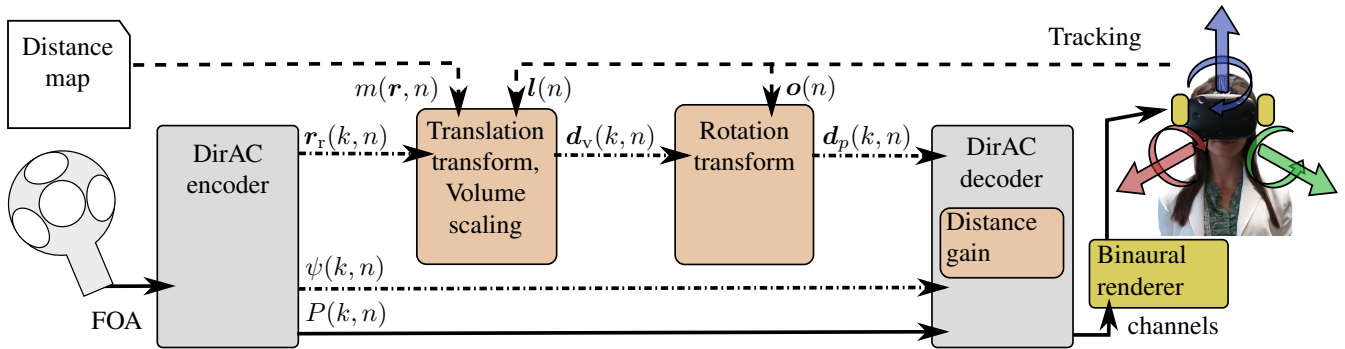 Distance
map
Tracking
m(r, n)
l(n)
o(n)
DirAC
encoder
r_r(k, n)
Translation
transform,
Volume
scaling
d_v(k, n)
Rotation
transform
d_p(k, n)
DirAC
decoder
Distance
gain
ψ(k, n)
P(k, n)
FOA
Binaural
renderer
channels